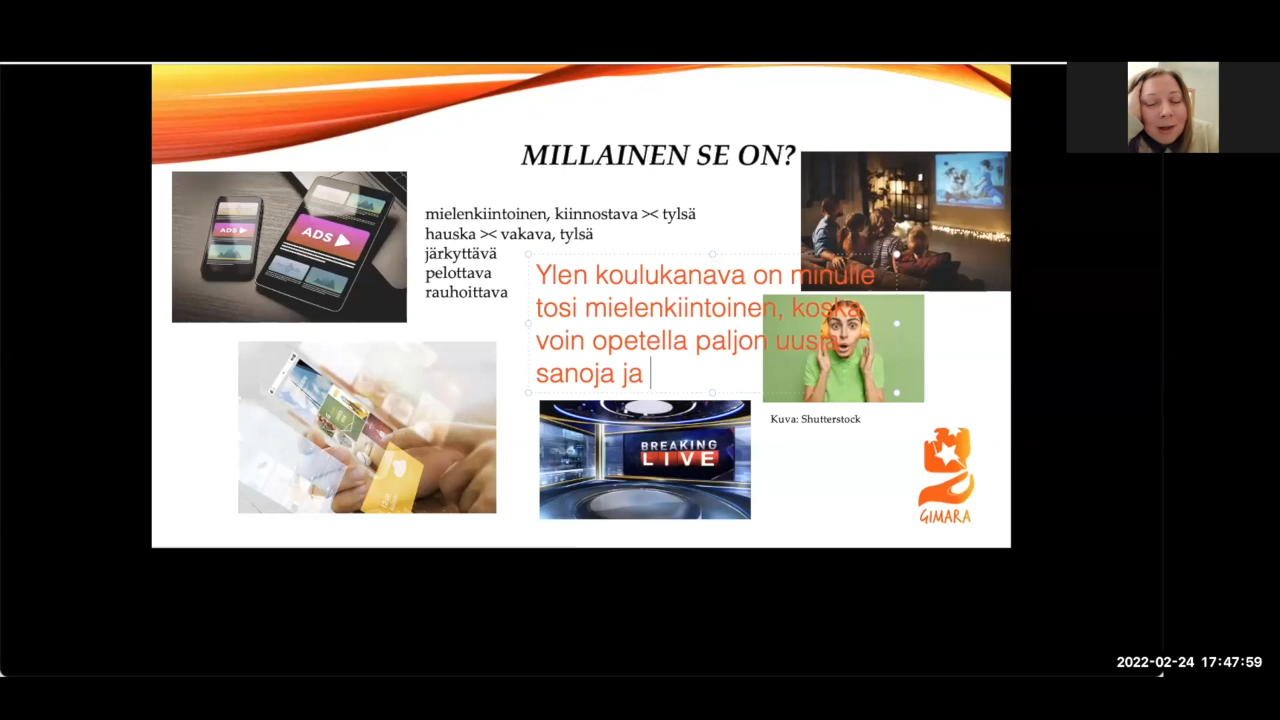 MILLAINEN SE ON?
ADS
ADS
mielenkiintoinen, kiinnostava >< tylsä
hauska >< vakava, tylsä
järkyttävä
pelottava
rauhoittava
Ylen koulukanava on minulle
tosi mielenkiintoinen, koska
voin opetella paljon uusia
sanoja ja
BREAKING
LIVE
Kuva: Shutterstock
GIMARA
2022-02-24 17:47:59